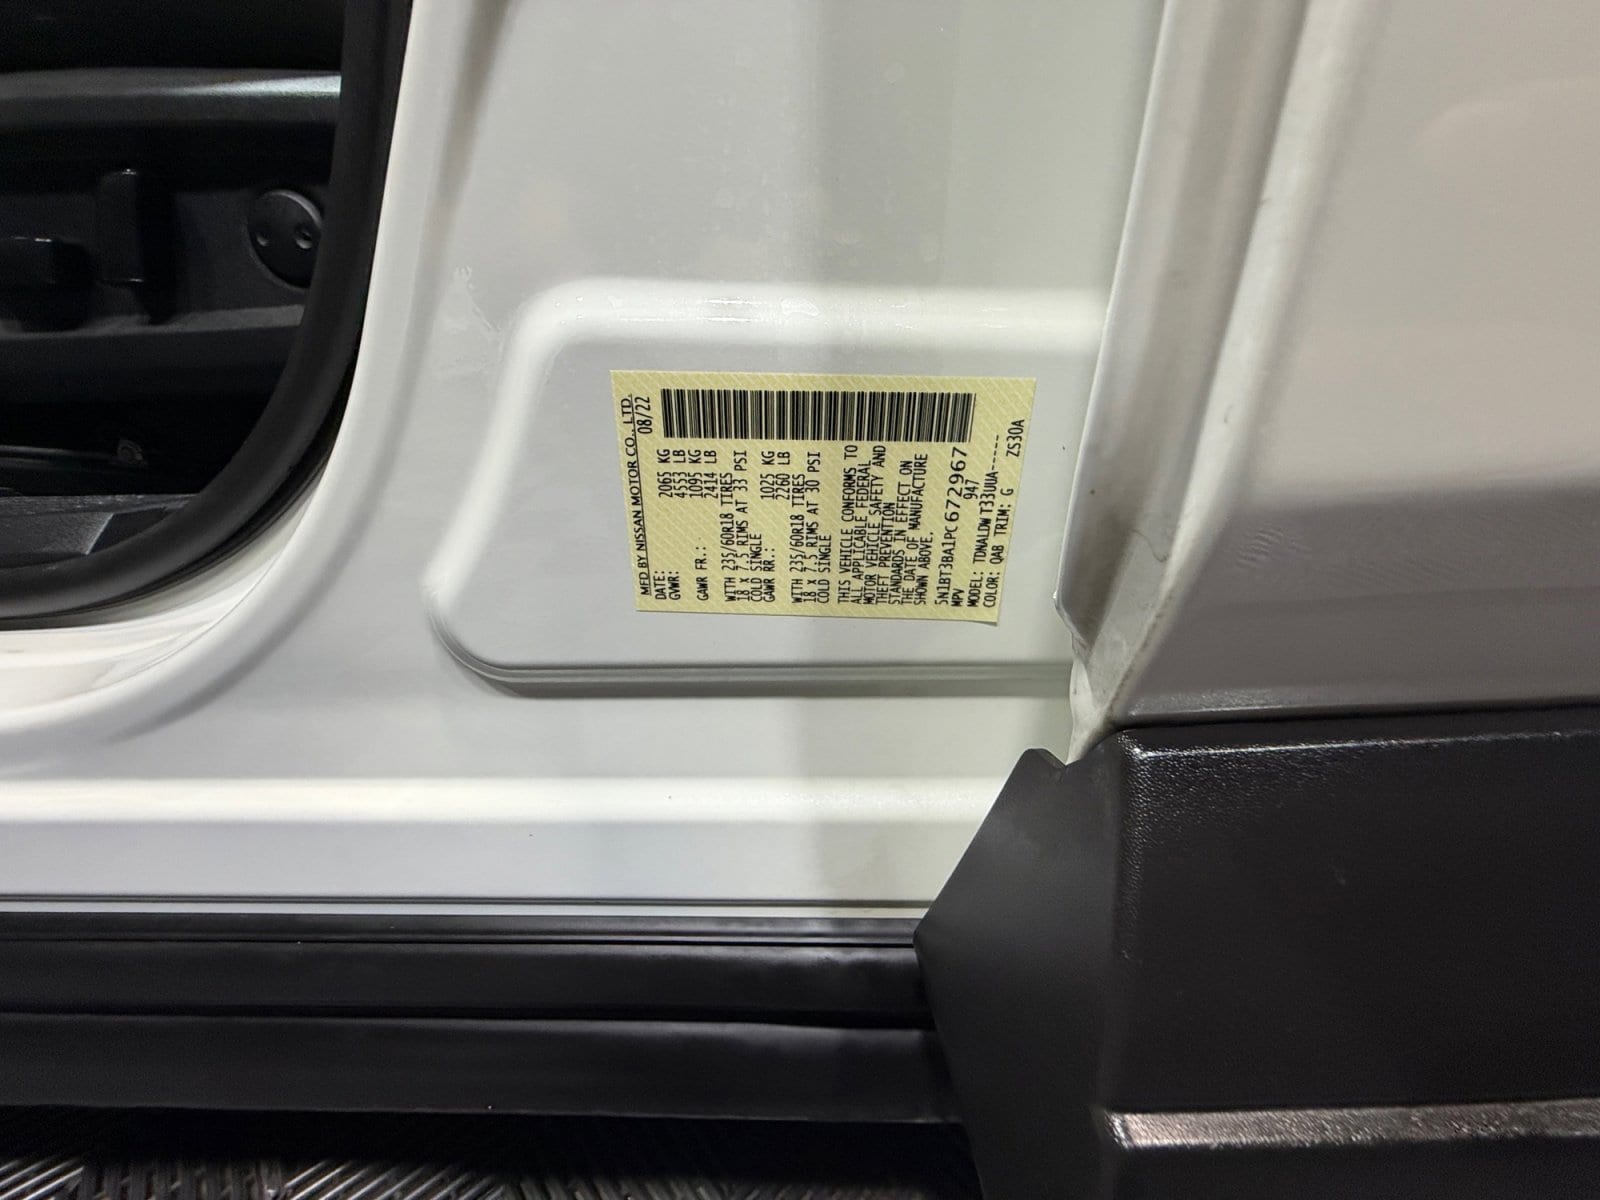 MFD BY NISSAN MOTOR CO., LTD.
DATE: 08/22
GVWR: 2065 KG
4553 LB
GAWR FR.: 1095 KG
2414 LB
WITH 235/60R18 TIRES
18 X 7.5 RIMS AT 33 PSI
COLD SINGLE
GAWR RR.: 1025 KG
2260 LB
WITH 235/60R18 TIRES
18 X 7.5 RIMS AT 30 PSI
COLD SINGLE
THIS VEHICLE CONFORMS TO
ALL APPLICABLE FEDERAL
MOTOR VEHICLE SAFETY AND
THEFT PREVENTION
STANDARDS IN EFFECT ON
THE DATE OF MANUFACTURE
SHOWN ABOVE.
5N1BT3BA1PC672967
MPV 947
MODEL: TDNALDW T33UUA-----
COLOR: QAB TRIM: G ZS30A